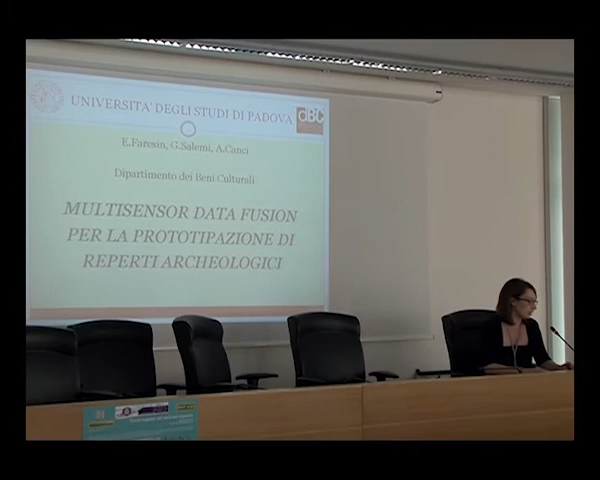 UNIVERSITA' DEGLI STUDI DI PADOVA
dBC
E.Faresin, G.Salemi, A.Canci
Dipartimento dei Beni Culturali
MULTISENSOR DATA FUSION
PER LA PROTOTIPAZIONE DI
REPERTI ARCHEOLOGICI